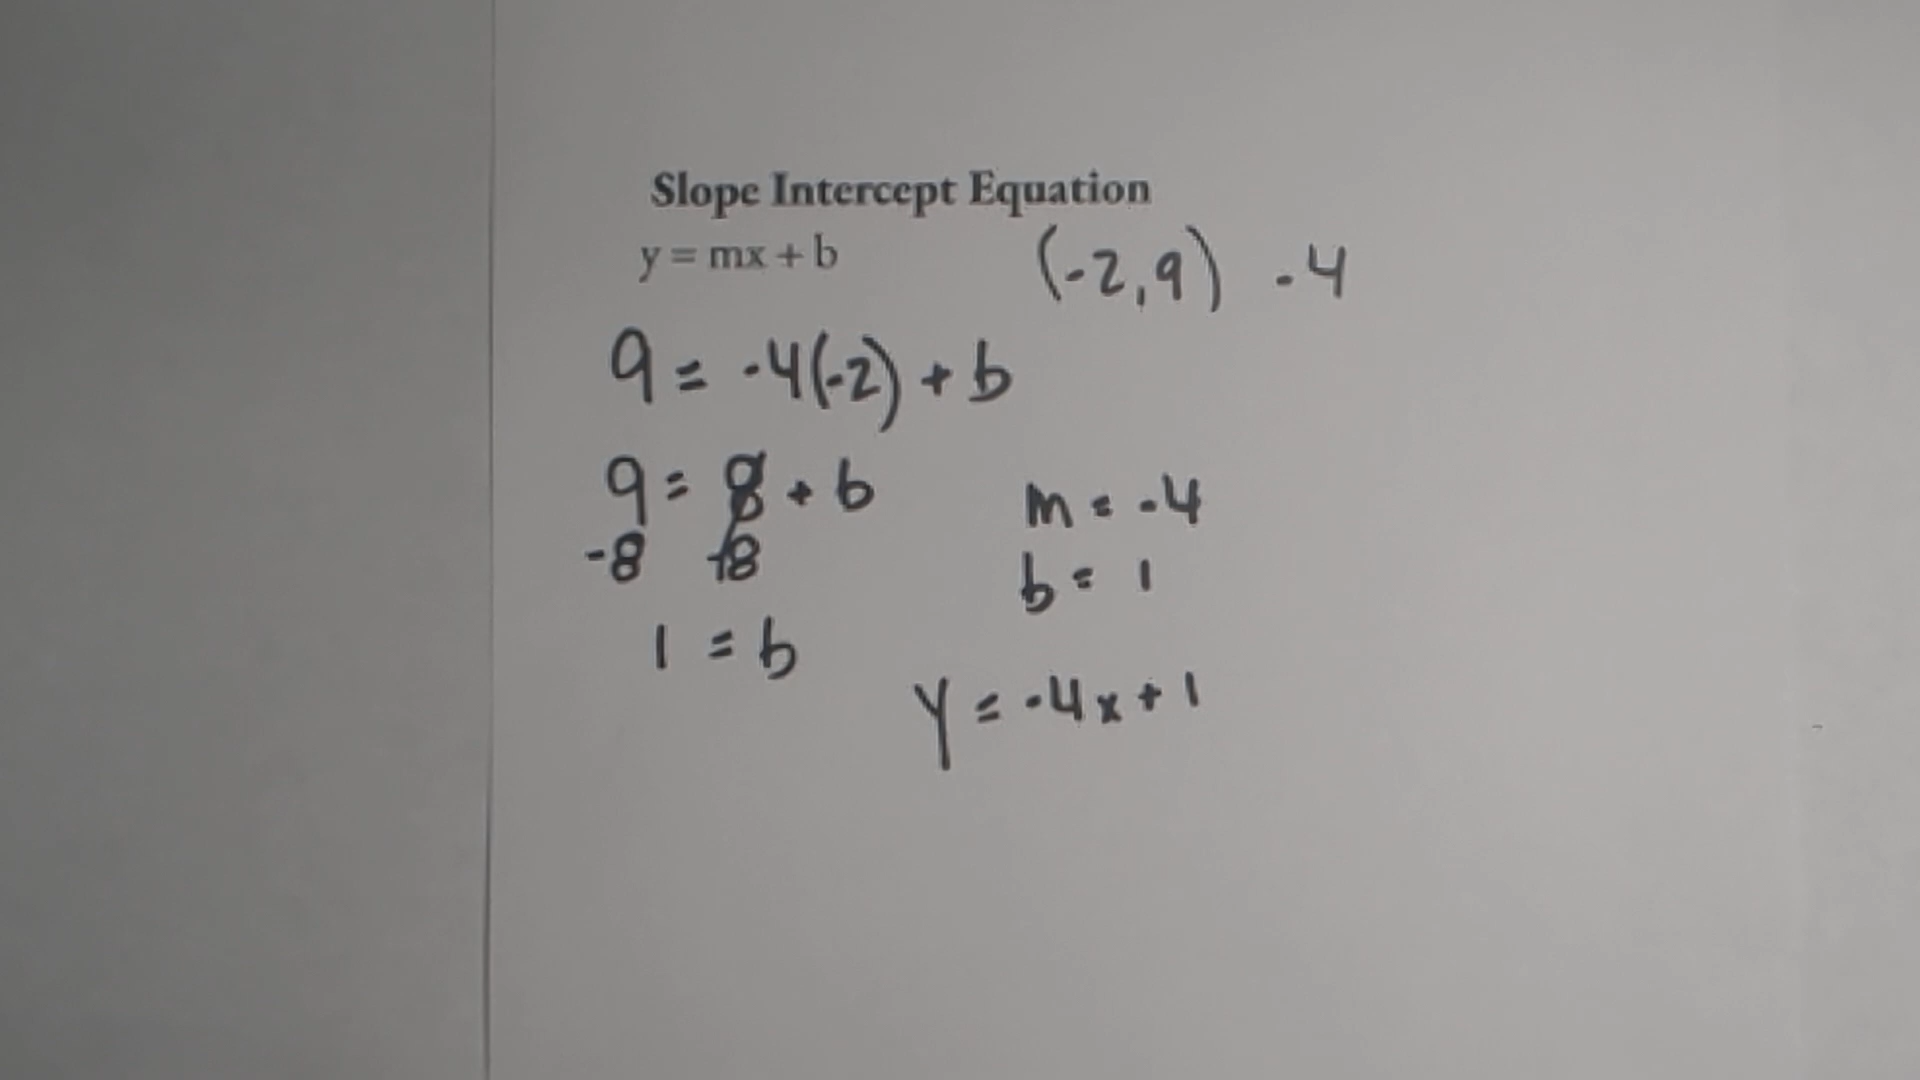 Slope Intercept Equation
y = mx + b
(-2,9) -4
9 = -4(-2) + b
9 = 8 + b
-8 -8
1 = b
m = -4
b = 1
y = -4x + 1